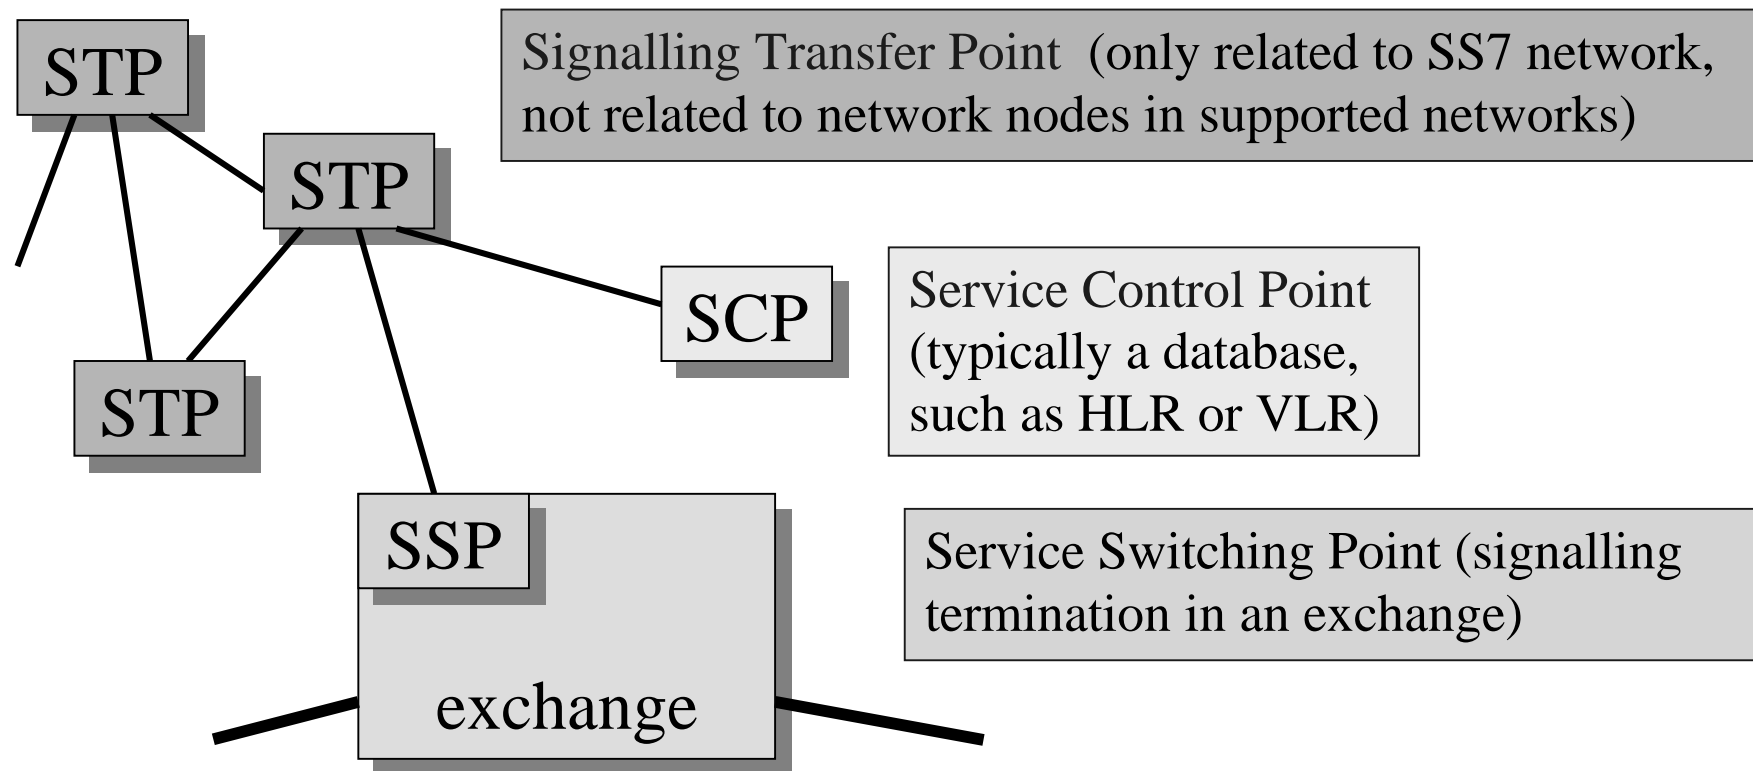 STP
Signalling Transfer Point (only related to SS7 network,
not related to network nodes in supported networks)
STP
SCP
Service Control Point
(typically a database,
such as HLR or VLR)
STP
SSP
Service Switching Point (signalling
termination in an exchange)
exchange